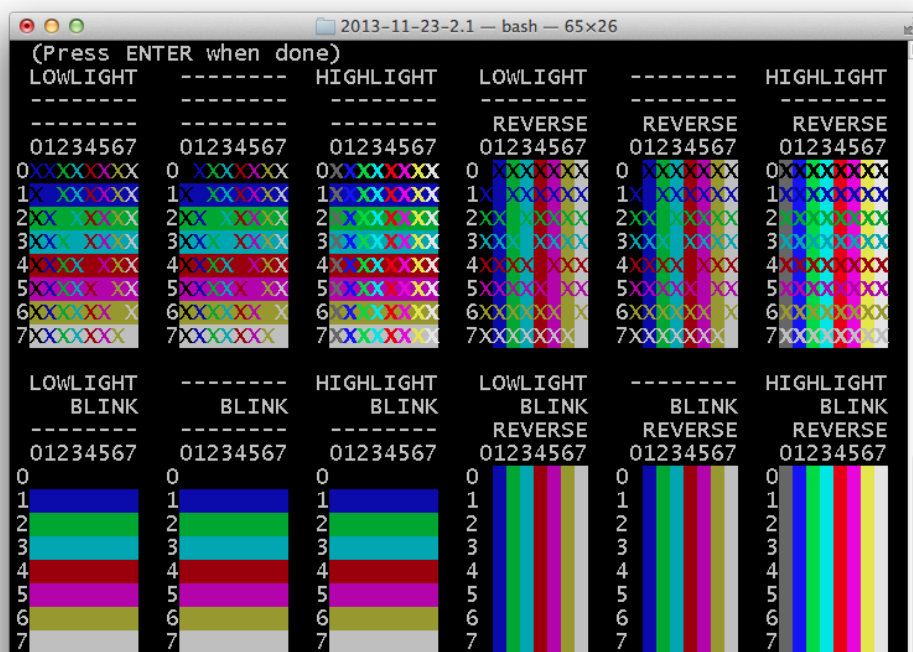 2013-11-23-2.1 — bash — 65×26
(Press ENTER when done)
LOWLIGHT -------- HIGHLIGHT LOWLIGHT -------- HIGHLIGHT
-------- -------- -------- -------- -------- --------
-------- -------- -------- REVERSE REVERSE REVERSE
01234567 01234567 01234567 01234567 01234567 01234567
0 XXXXXXX 0 XXXXXXX 0XXXXXXXX 0 XXXXXXX 0 XXXXXXX 0XXXXXXXX
1X XXXXXX 1X XXXXXX 1XXXXXXXX 1X XXXXXX 1X XXXXXX 1XXXXXXXX
2XX XXXXX 2XX XXXXX 2XXXXXXXX 2XX XXXXX 2XX XXXXX 2XXXXXXXX
3XXX XXXX 3XXX XXXX 3XXXXXXXX 3XXX XXXX 3XXX XXXX 3XXXXXXXX
4XXXX XXX 4XXXX XXX 4XXXXXXXX 4XXXX XXX 4XXXX XXX 4XXXXXXXX
5XXXXX XX 5XXXXX XX 5XXXXXXXX 5XXXXX XX 5XXXXX XX 5XXXXXXXX
6XXXXXX X 6XXXXXX X 6XXXXXXXX 6XXXXXX X 6XXXXXX X 6XXXXXXXX
7XXXXXXX 7XXXXXXX 7XXXXXXXX 7XXXXXXX 7XXXXXXX 7XXXXXXXX
LOWLIGHT -------- HIGHLIGHT LOWLIGHT -------- HIGHLIGHT
BLINK BLINK BLINK BLINK BLINK BLINK
-------- -------- -------- REVERSE REVERSE REVERSE
01234567 01234567 01234567 01234567 01234567 01234567
0 0 0 0 0 0
1 1 1 1 1 1
2 2 2 2 2 2
3 3 3 3 3 3
4 4 4 4 4 4
5 5 5 5 5 5
6 6 6 6 6 6
7 7 7 7 7 7